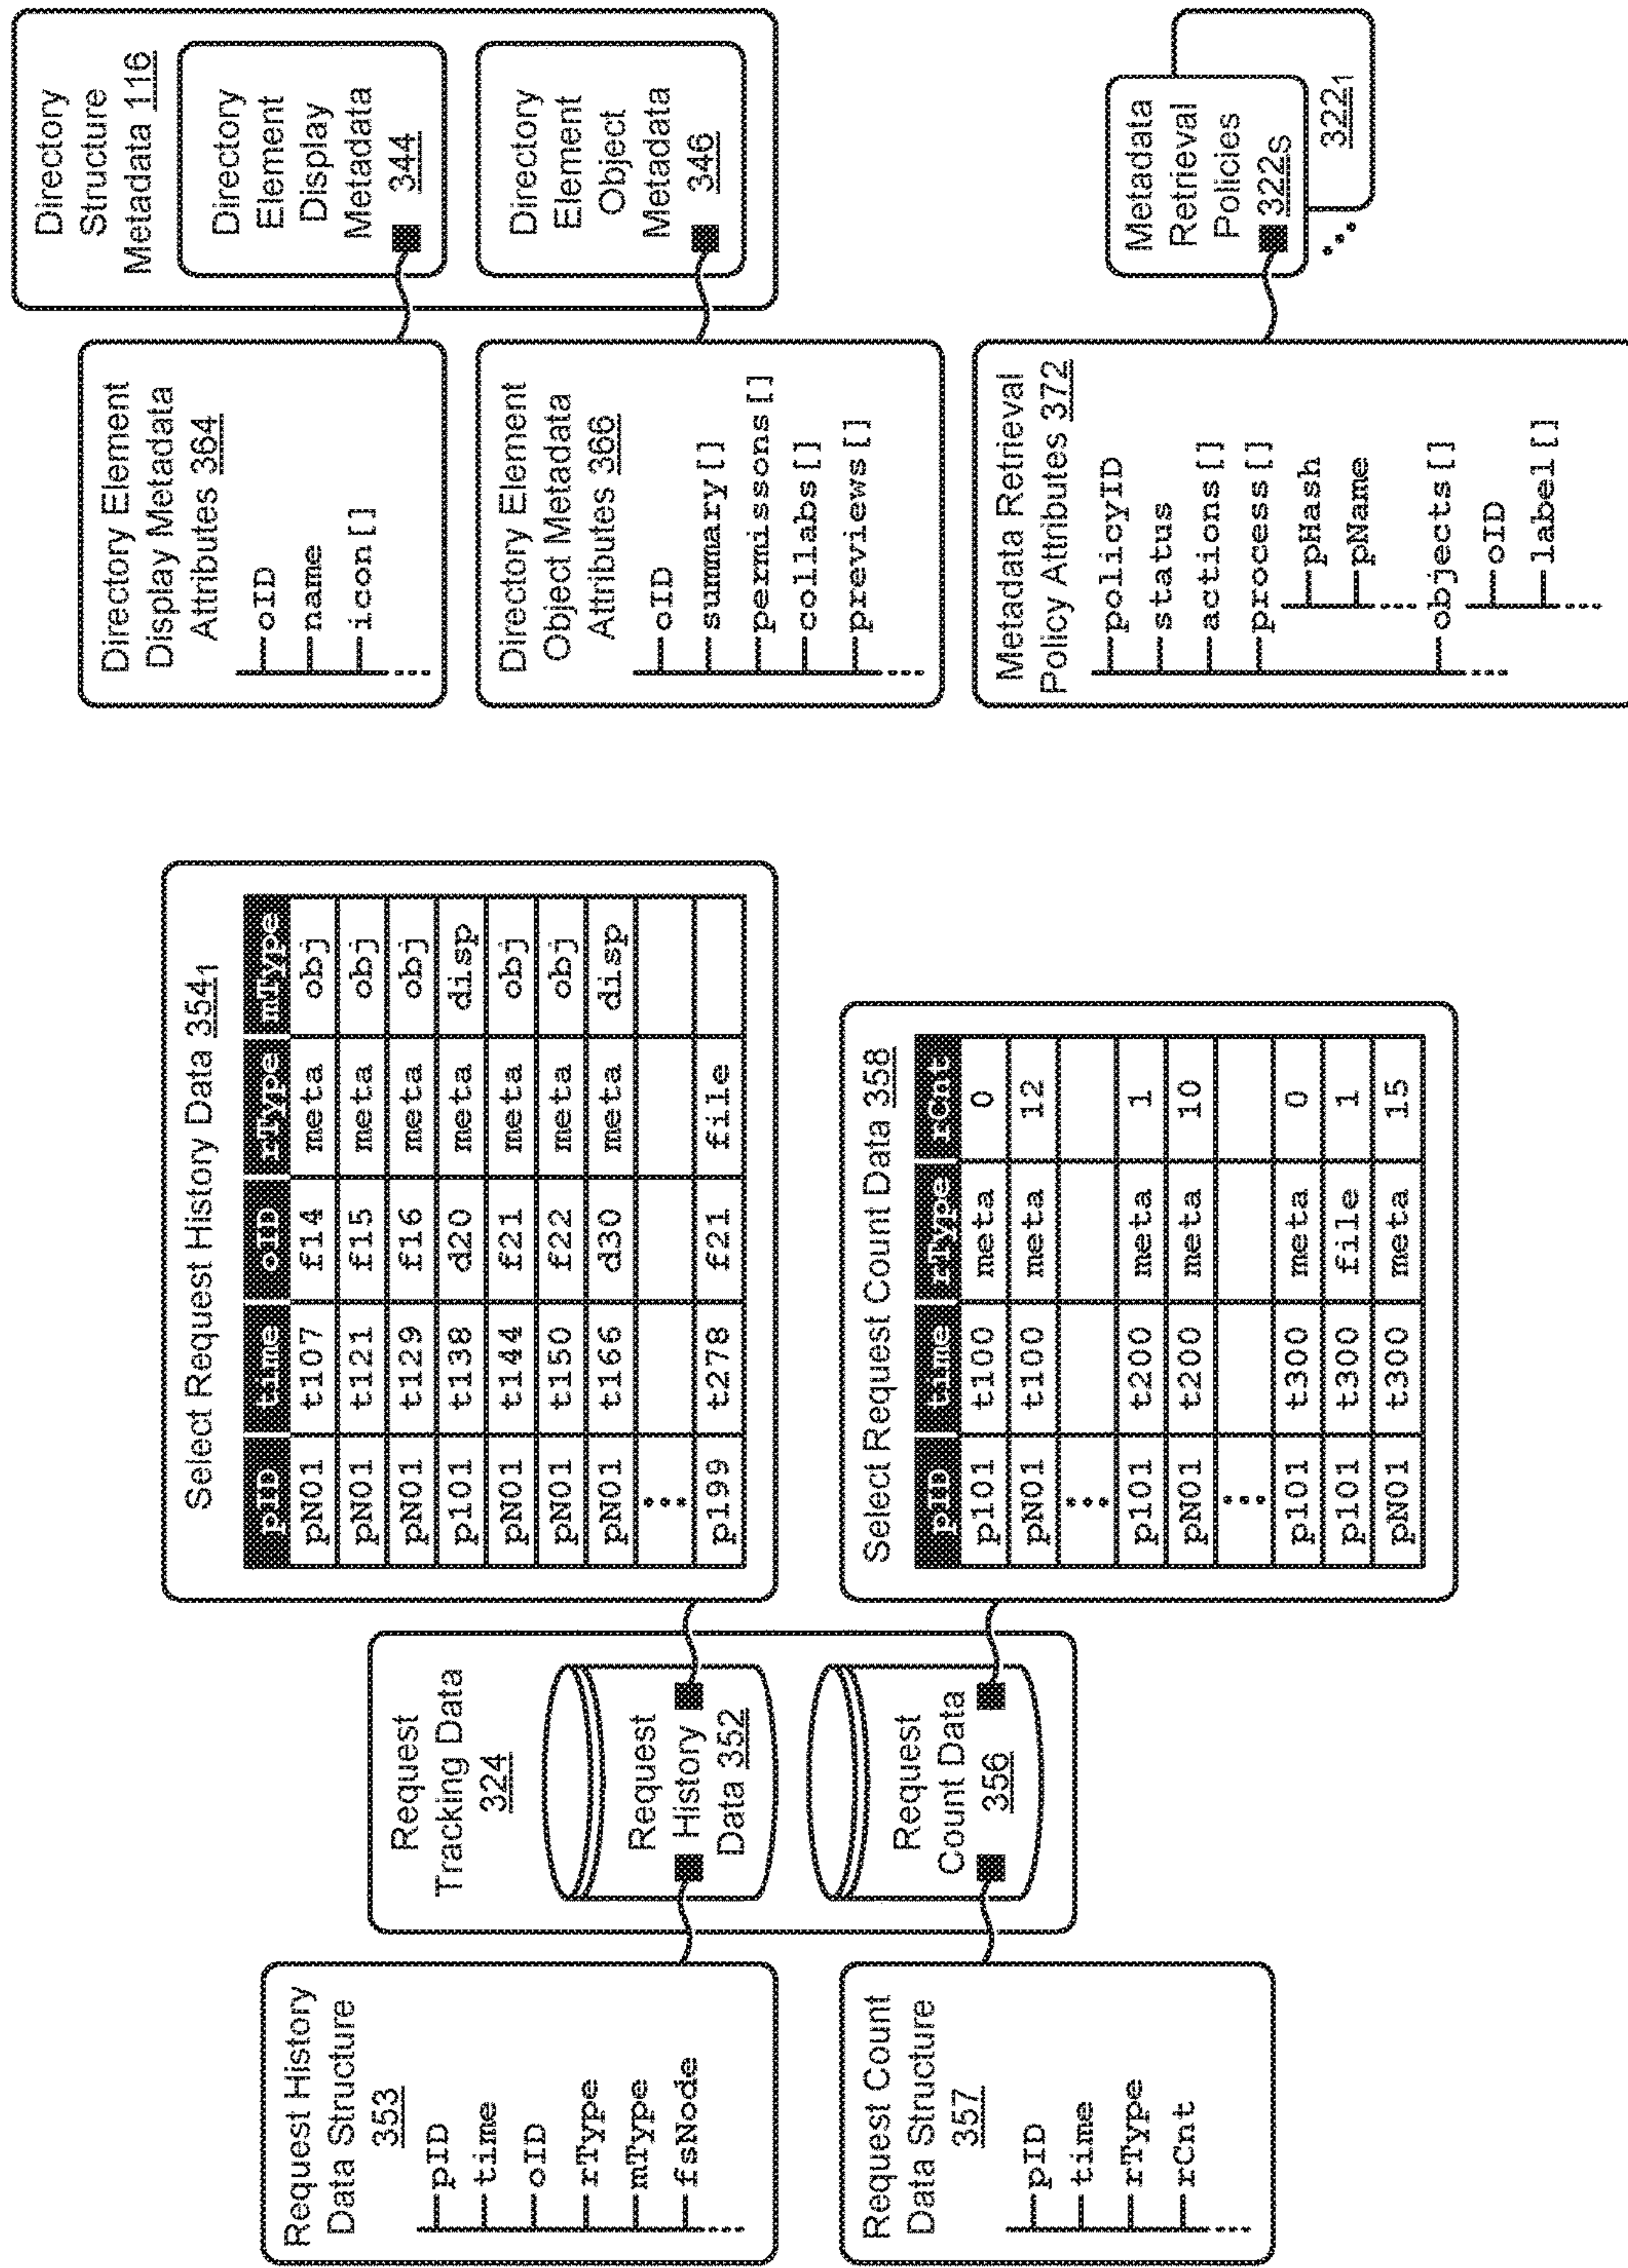 Request History
Data Structure
353
pID
time
oID
rType
mType
fsNode
Request Count
Data Structure
357
pID
time
rType
rCnt
Request
Tracking Data
324
Request
History
Data 352
Request
Count Data
356
Select Request History Data 354₁
pID time oID rType mType
pN01 t107 f14 meta obj
pN01 t121 f15 meta obj
pN01 t129 f16 meta obj
p101 t138 d20 meta disp
pN01 t144 f21 meta obj
pN01 t150 f22 meta obj
pN01 t166 d30 meta disp
p199 t278 f21 file
Select Request Count Data 358
pID time rType rCnt
p101 t100 meta 0
pN01 t100 meta 12
p101 t200 meta 1
pN01 t200 meta 10
p101 t300 meta 0
p101 t300 file 1
pN01 t300 meta 15
Directory Element
Display Metadata
Attributes 364
oID
name
icon[]
Directory Element
Object Metadata
Attributes 366
oID
summary[]
permissons[]
collabs[]
previews[]
Metadata Retrieval
Policy Attributes 372
policyID
status
actions[]
process[]
pHash
pName
objects[]
oID
label[]
Directory
Structure
Metadata 116
Directory
Element
Display
Metadata
344
Directory
Element
Object
Metadata
346
Metadata
Retrieval
Policies
322s
322₁